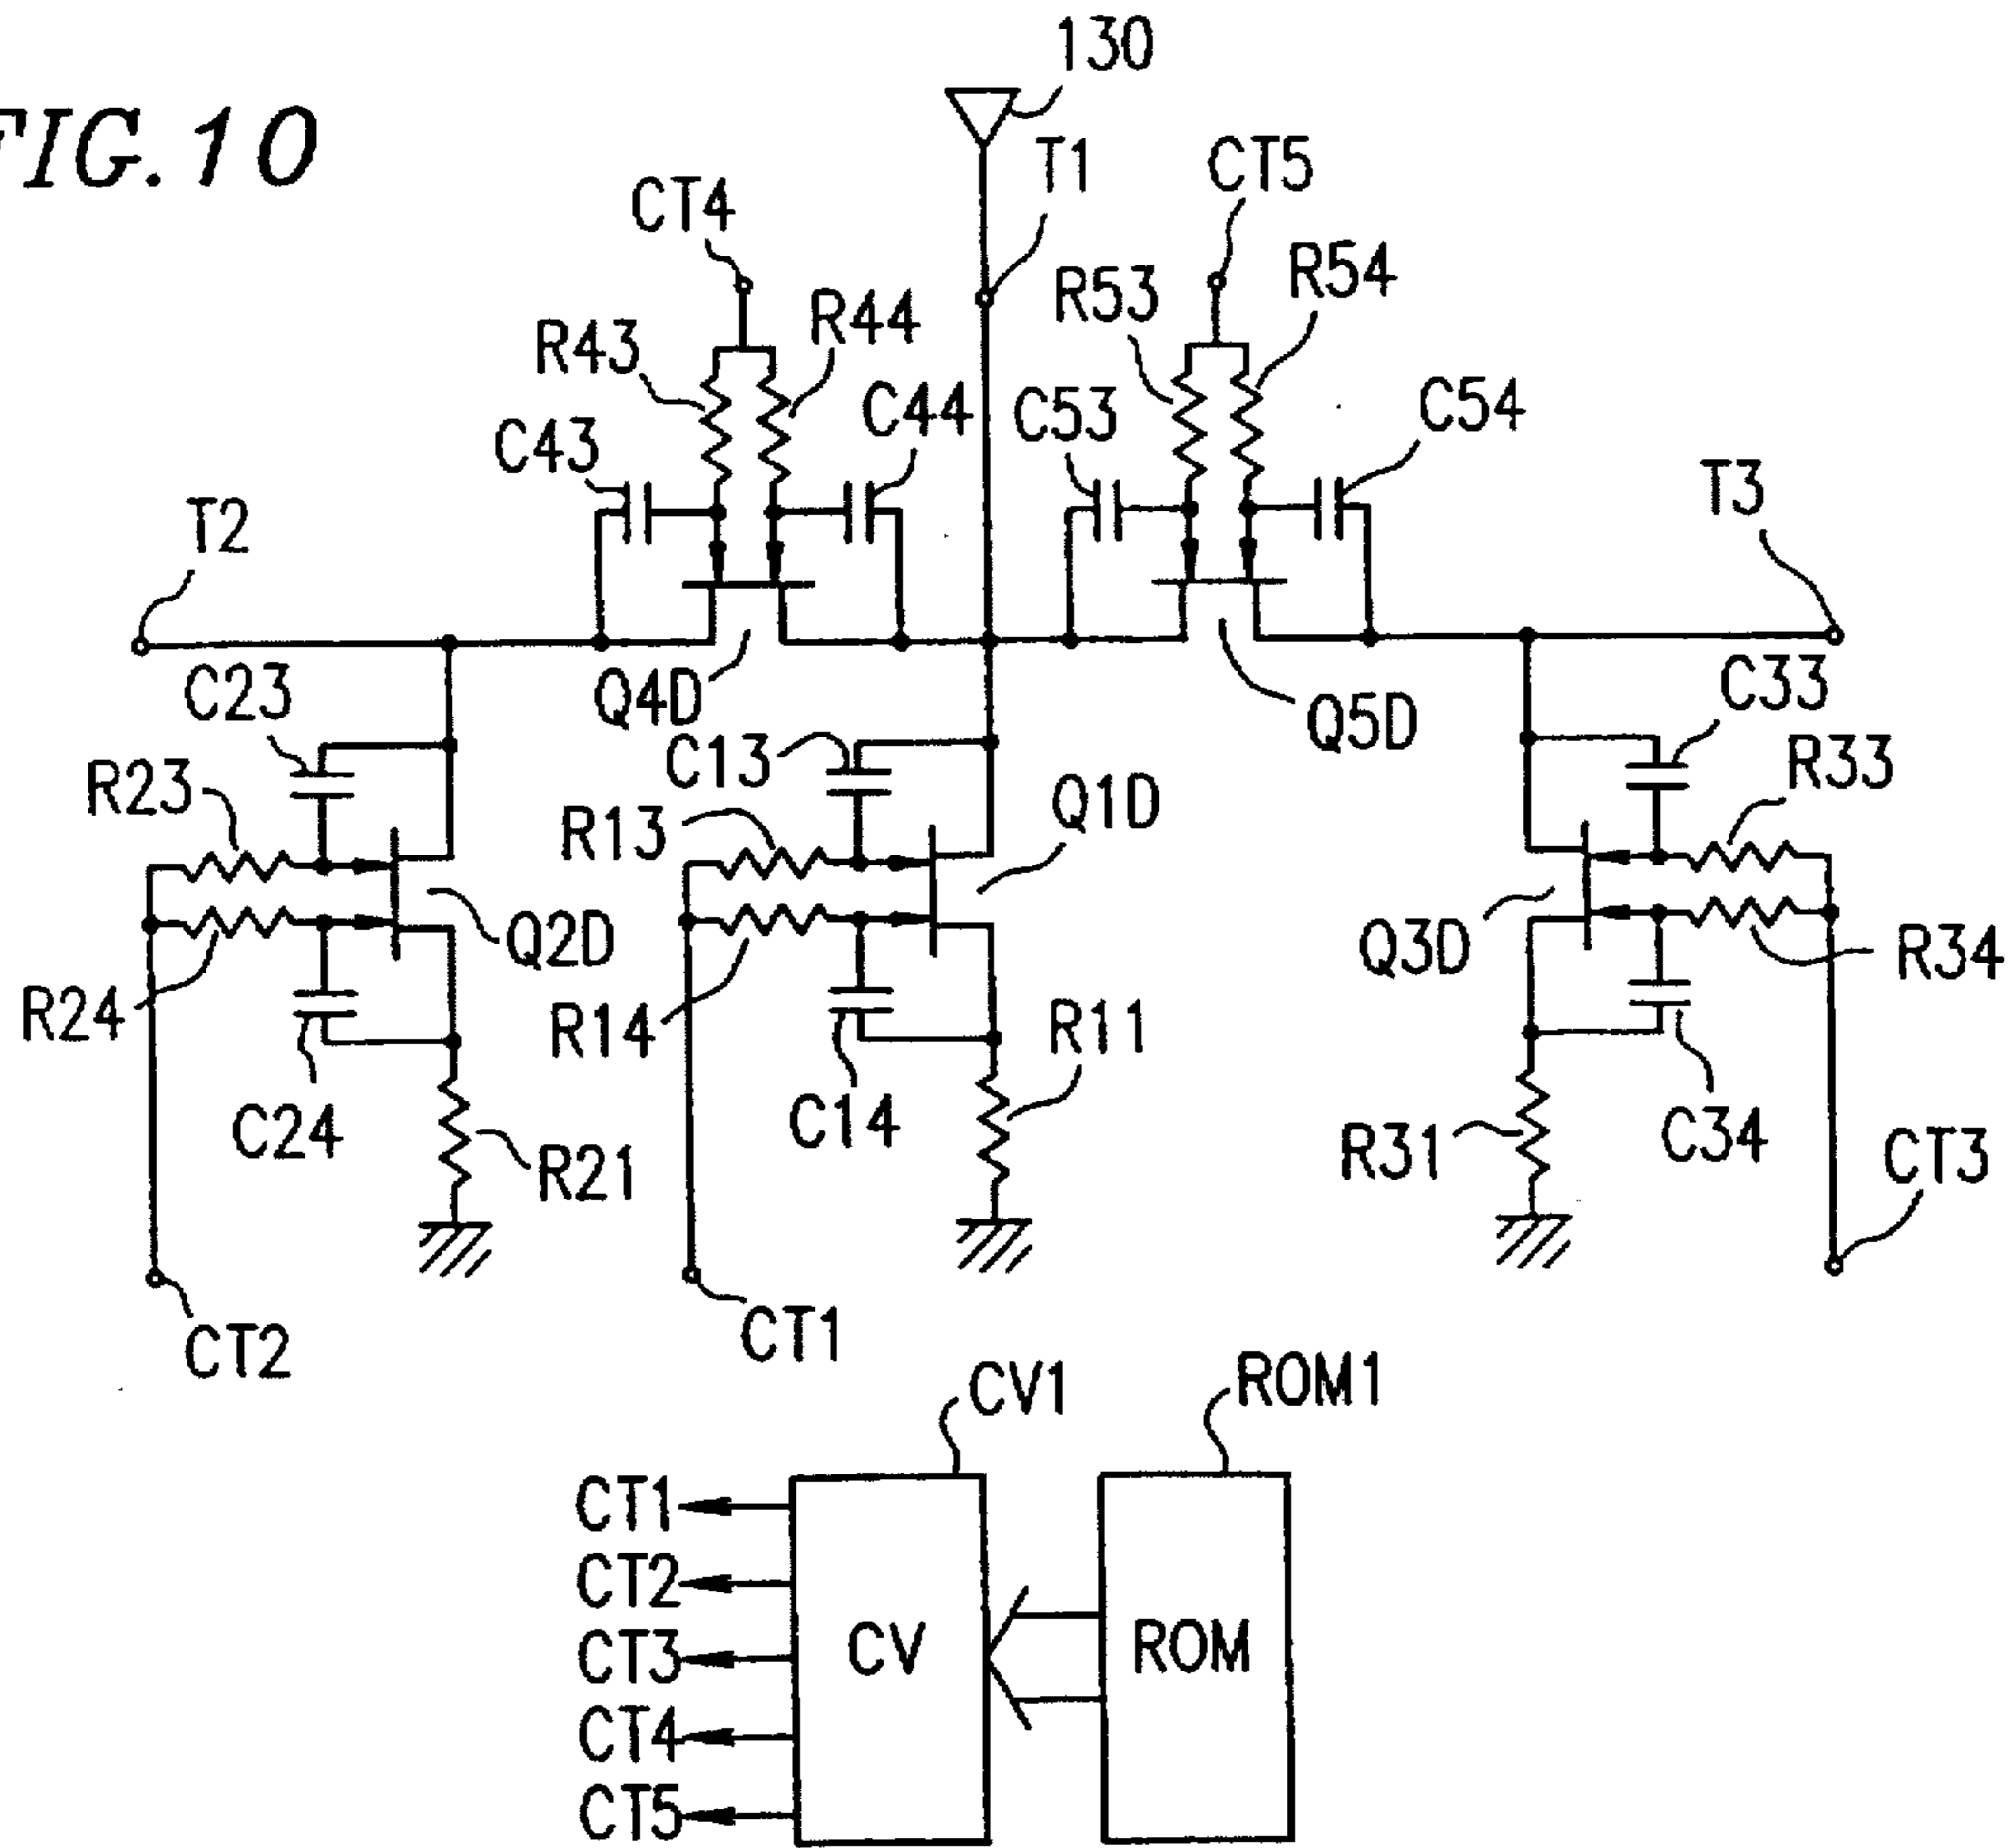 FIG.10
130
T1
CT5
CT4
R54
R53
R44
R43
C44
C53
C54
C43
T3
T2
C23
Q4D
C33
Q5D
C13
R33
R23
Q1D
R13
Q2D
Q3D
R34
R24
R14
R11
C24
C14
R31
C34
CT3
R21
CT2
CT1
CV1
ROM1
CT1
CT2
CT3
CV
ROM
CT4
CT5